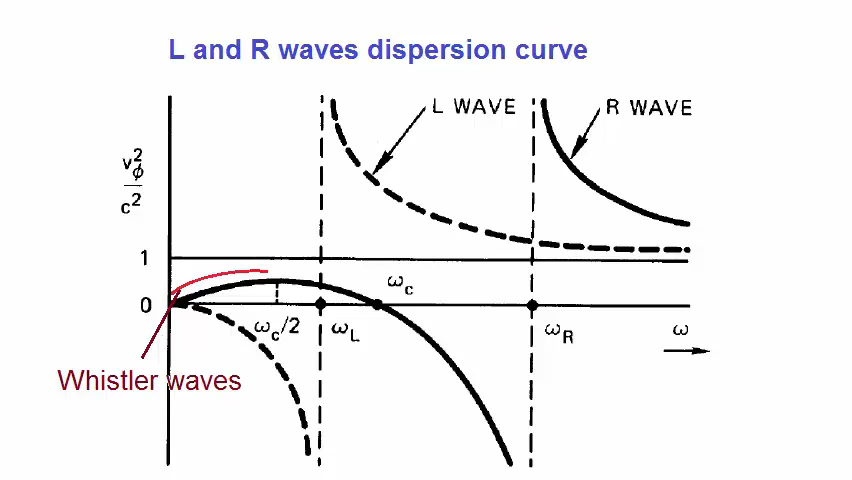 L and R waves dispersion curve
L WAVE
R WAVE
v²ϕ
c²
1
0
ωc
ωc/2
ωL
ωR
ω
Whistler waves